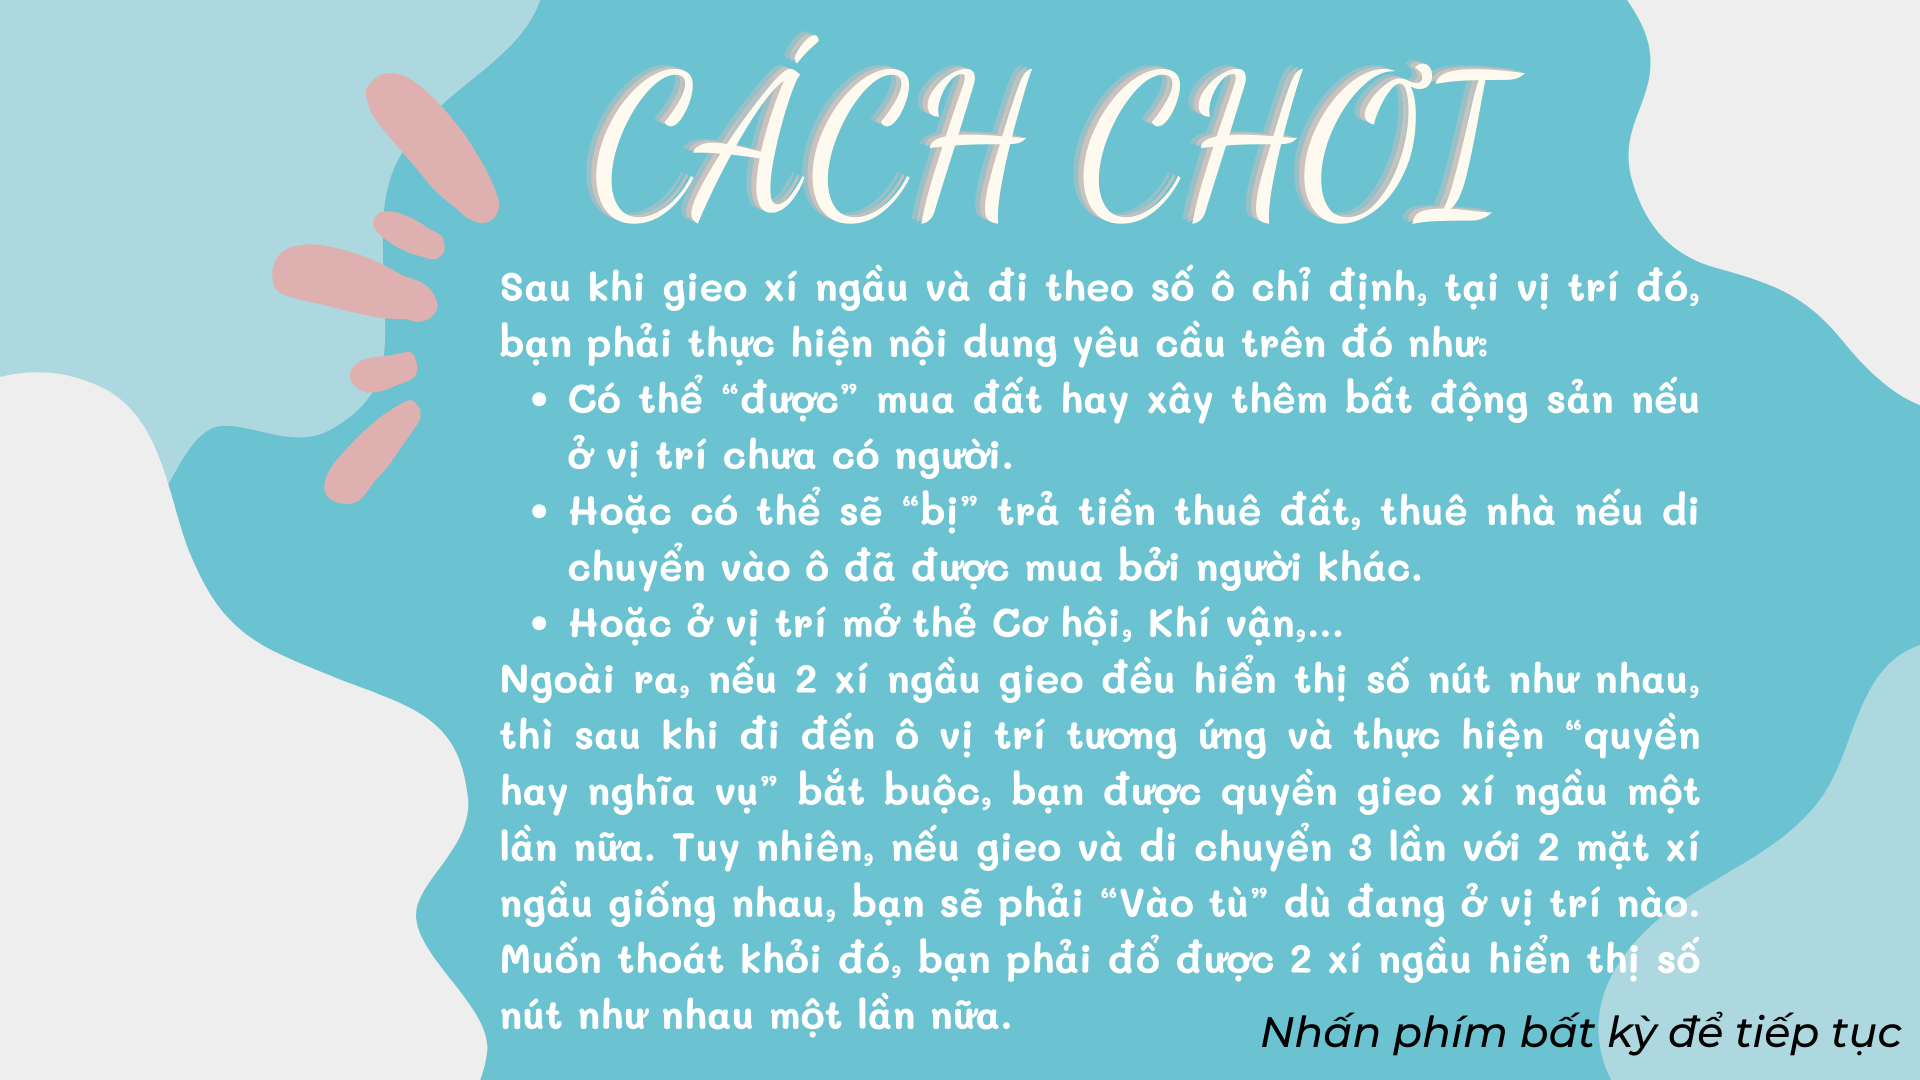 CÁCH CHƠI
Sau khi gieo xí ngầu và đi theo số ô chỉ định, tại vị trí đó,
bạn phải thực hiện nội dung yêu cầu trên đó như:
• Có thể “được” mua đất hay xây thêm bất động sản nếu
ở vị trí chưa có người.
• Hoặc có thể sẽ “bị” trả tiền thuê đất, thuê nhà nếu di
chuyển vào ô đã được mua bởi người khác.
• Hoặc ở vị trí mở thẻ Cơ hội, Khí vận,...
Ngoài ra, nếu 2 xí ngầu gieo đều hiển thị số nút như nhau,
thì sau khi đi đến ô vị trí tương ứng và thực hiện “quyền
hay nghĩa vụ” bắt buộc, bạn được quyền gieo xí ngầu một
lần nữa. Tuy nhiên, nếu gieo và di chuyển 3 lần với 2 mặt xí
ngầu giống nhau, bạn sẽ phải “Vào tù” dù đang ở vị trí nào.
Muốn thoát khỏi đó, bạn phải đổ được 2 xí ngầu hiển thị số
nút như nhau một lần nữa.
Nhấn phím bất kỳ để tiếp tục